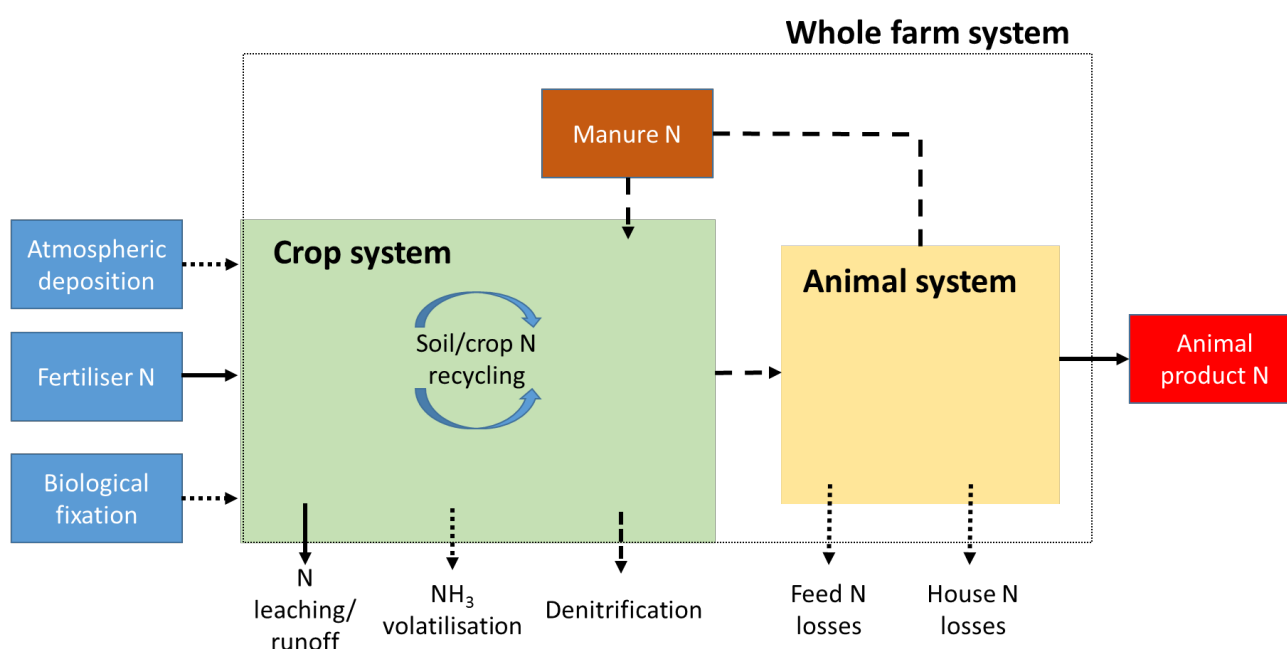 Whole farm system
Manure N
Atmospheric
deposition
Crop system
Animal system
Soil/crop N
recycling
Fertiliser N
Animal
product N
Biological
fixation
N
leaching/
runoff
NH₃
volatilisation
Denitrification
Feed N
losses
House N
losses